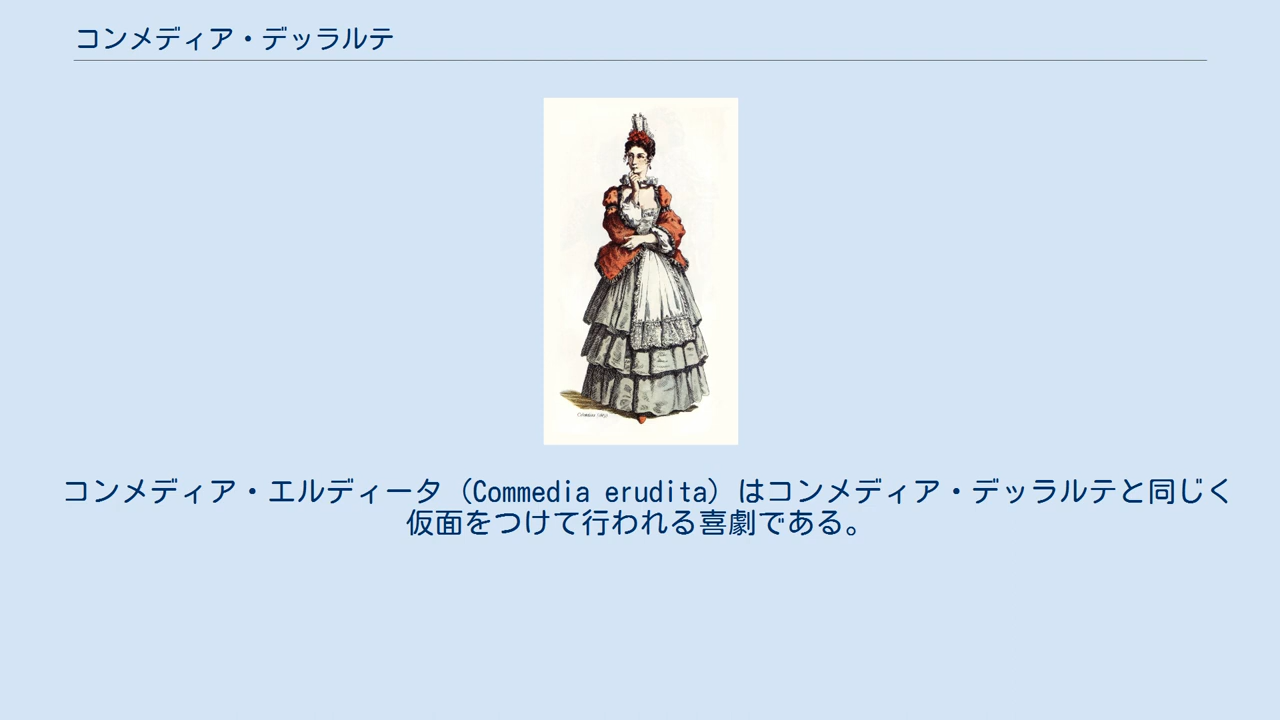 コンメディア・デッラルテ
コンメディア・エルディータ（Commedia erudita）はコンメディア・デッラルテと同じく
仮面をつけて行われる喜劇である。